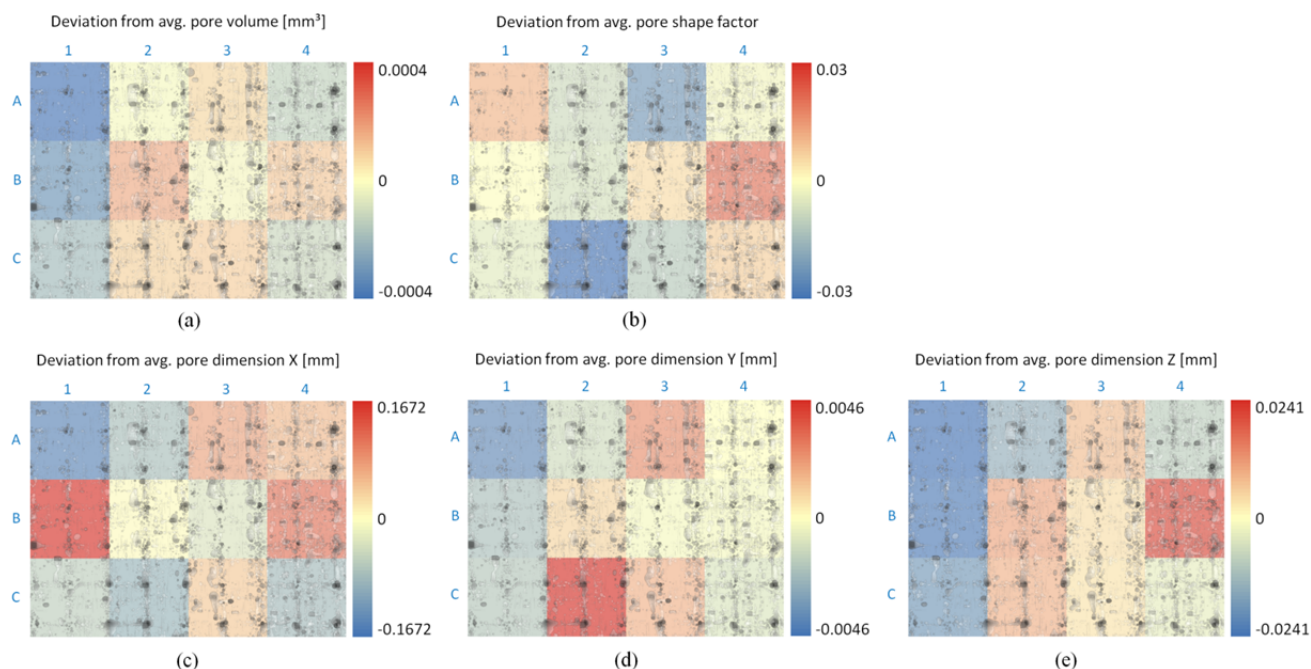 Deviation from avg. pore volume [mm³]
1 2 3 4
A
B
C
0.0004
0
-0.0004
(a)
Deviation from avg. pore shape factor
1 2 3 4
A
B
C
0.03
0
-0.03
(b)
Deviation from avg. pore dimension X [mm]
1 2 3 4
A
B
C
0.1672
0
-0.1672
(c)
Deviation from avg. pore dimension Y [mm]
1 2 3 4
A
B
C
0.0046
0
-0.0046
(d)
Deviation from avg. pore dimension Z [mm]
1 2 3 4
A
B
C
0.0241
0
-0.0241
(e)